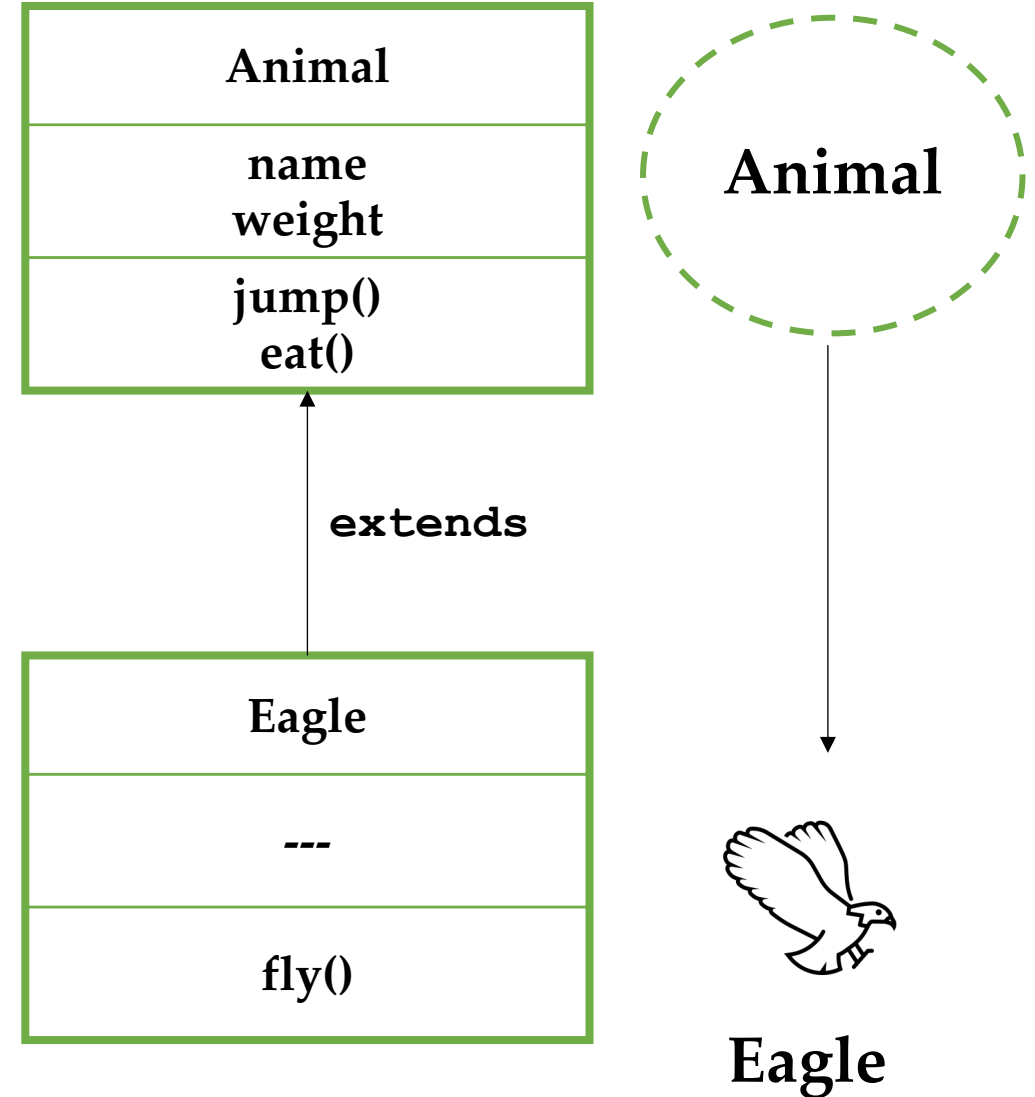 Animal
name
weight
jump()
eat()
extends
Eagle
---
fly()
Animal
Eagle